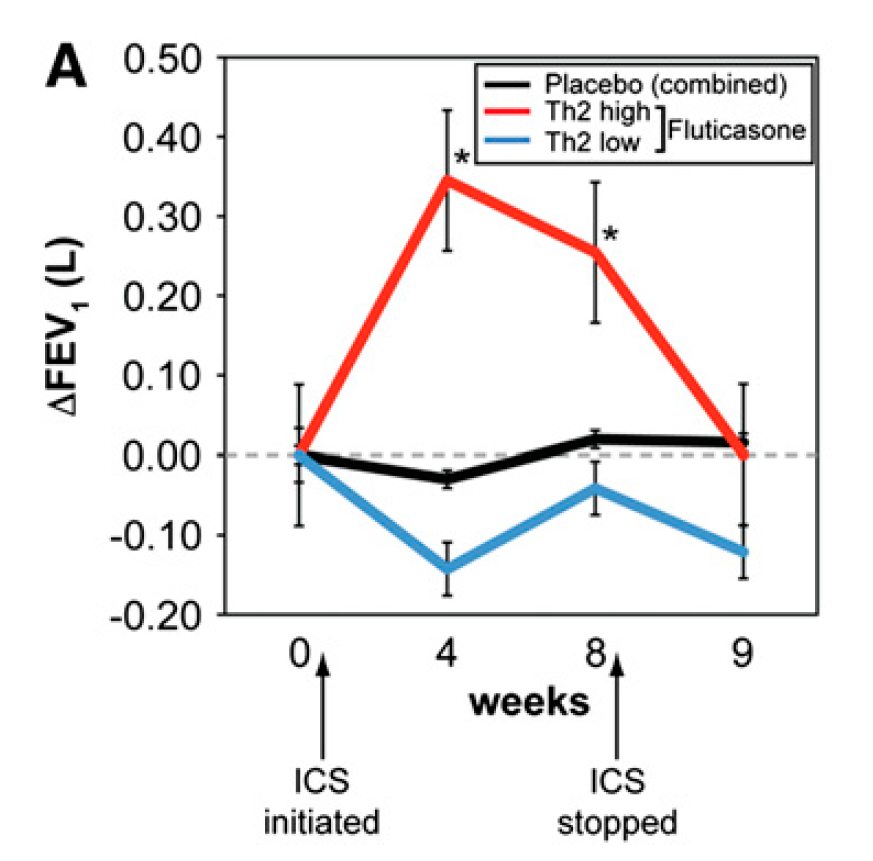 A
0.50
0.40
0.30
0.20
0.10
0.00
-0.10
-0.20
ΔFEV₁ (L)
Placebo (combined)
Th2 high
Th2 low
Fluticasone
*
*
0 4 8 9
weeks
ICS
initiated
ICS
stopped